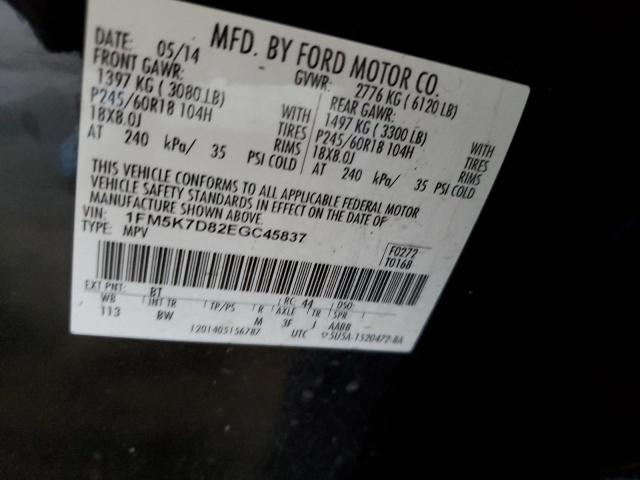 DATE: 05/14 MFD. BY FORD MOTOR CO.
FRONT GAWR: GVWR: 2776 KG ( 6120 LB)
1397 KG ( 3080 LB) REAR GAWR:
1497 KG ( 3300 LB)
P245/60R18 104H WITH P245/60R18 104H WITH
18X8.0J TIRES 18X8.0J TIRES
RIMS RIMS
AT 240 kPa/ 35 PSI COLD AT 240 kPa/ 35 PSI COLD
THIS VEHICLE CONFORMS TO ALL APPLICABLE FEDERAL MOTOR
VEHICLE SAFETY STANDARDS IN EFFECT ON THE DATE OF
MANUFACTURE SHOWN ABOVE.
VIN: 1FM5K7D82EGC45837
TYPE: MPV
F0272
T0168
EXT PNT: BT RC: 44 DSO:
WB INT TR TP/PS R AXLE TR SPR
113 BW M 3F J AABB
1201405156787 UTC 5U5A-1520472-BA